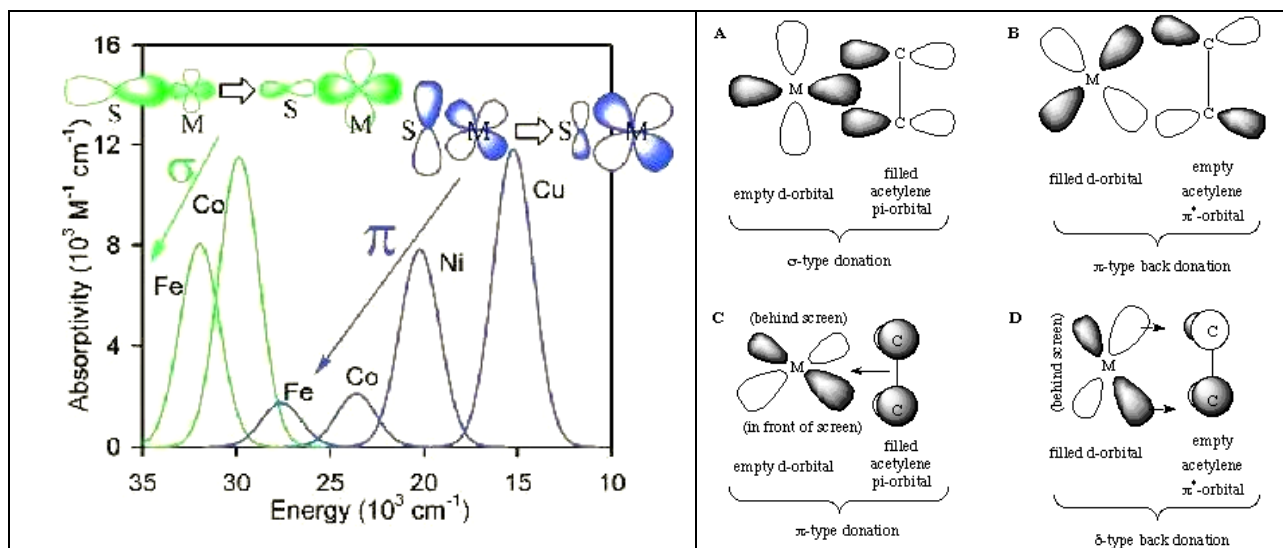 16
12
8
4
0
35
30
25
20
15
10
Absorptivity (10³ M⁻¹ cm⁻¹)
Energy (10³ cm⁻¹)
S
M
S
M
S
M
S
M
σ
π
Fe
Co
Fe
Co
Ni
Cu
A
M
C
C
empty d-orbital
filled
acetylene
pi-orbital
σ-type donation
B
M
C
C
filled d-orbital
empty
acetylene
π*-orbital
π-type back donation
C
(behind screen)
M
C
C
(in front of screen)
empty d-orbital
filled
acetylene
pi-orbital
π-type donation
D
(behind screen)
M
C
C
filled d-orbital
empty
acetylene
π*-orbital
δ-type back donation